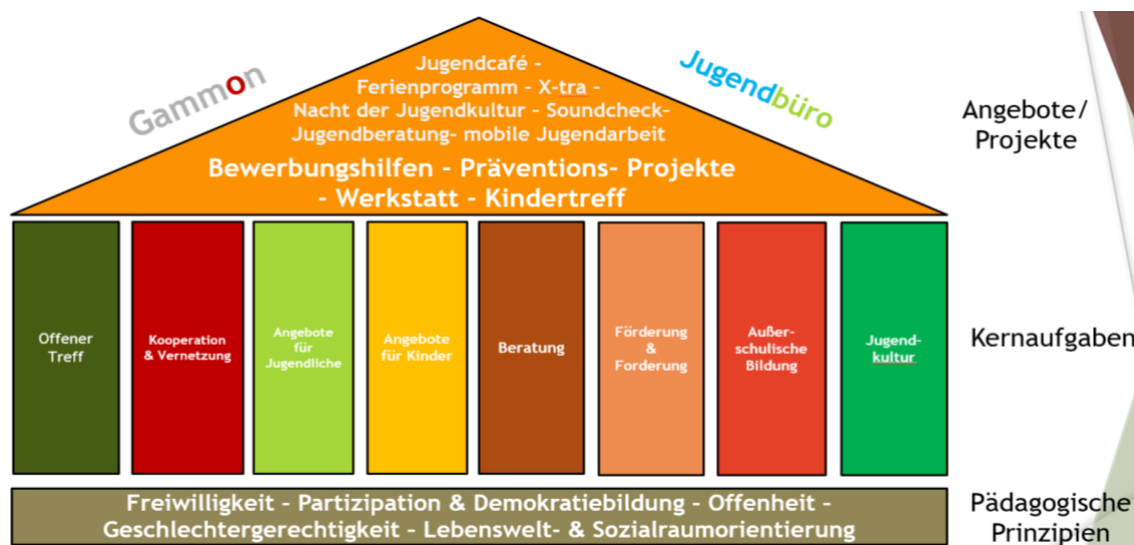 Gammon
Jugendbüro
Jugendcafé -
Ferienprogramm - X-tra -
Nacht der Jugendkultur - Soundcheck-
Jugendberatung- mobile Jugendarbeit
Bewerbungshilfen - Präventions- Projekte
- Werkstatt - Kindertreff
Angebote/
Projekte
Offener
Treff
Kooperation
& Vernetzung
Angebote
für
Jugendliche
Angebote
für Kinder
Beratung
Förderung
&
Forderung
Außer-
schulische
Bildung
Jugend-
kultur
Kernaufgaben
Freiwilligkeit - Partizipation & Demokratiebildung - Offenheit -
Geschlechtergerechtigkeit - Lebenswelt- & Sozialraumorientierung
Pädagogische
Prinzipien